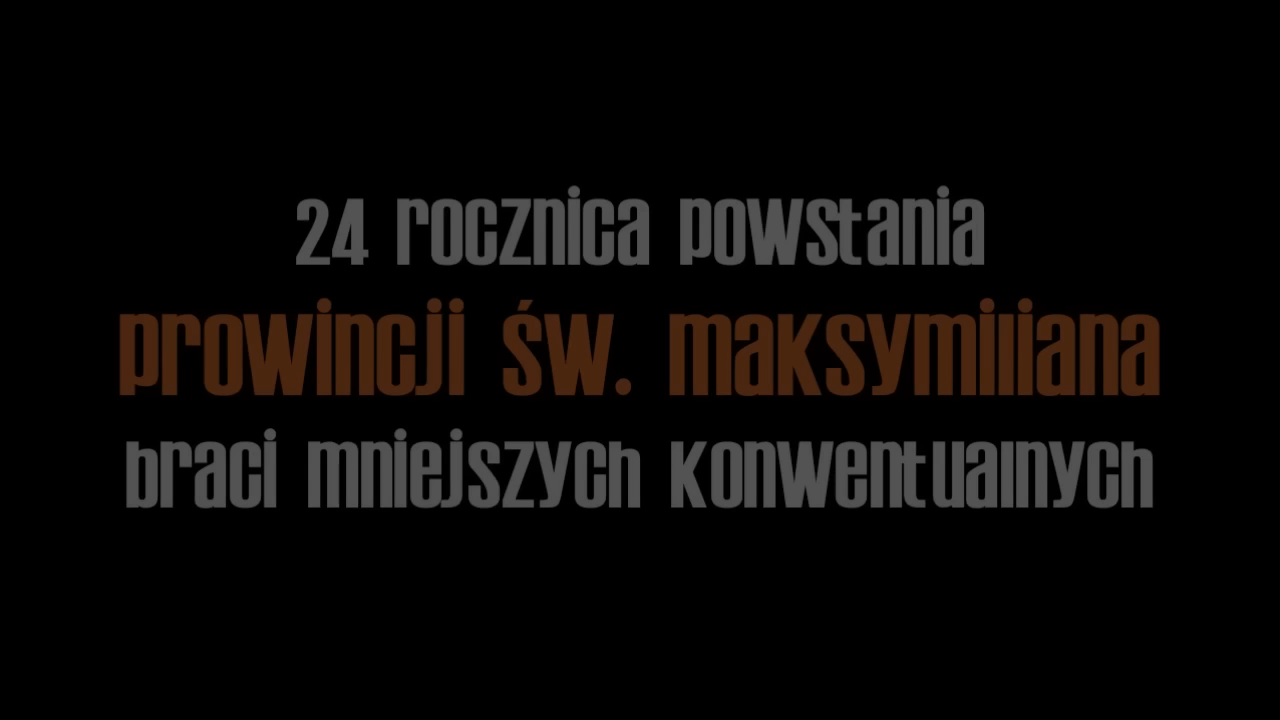 24 rocznica powstania
prowincji św. maksymiliana
braci mniejszych konwentualnych